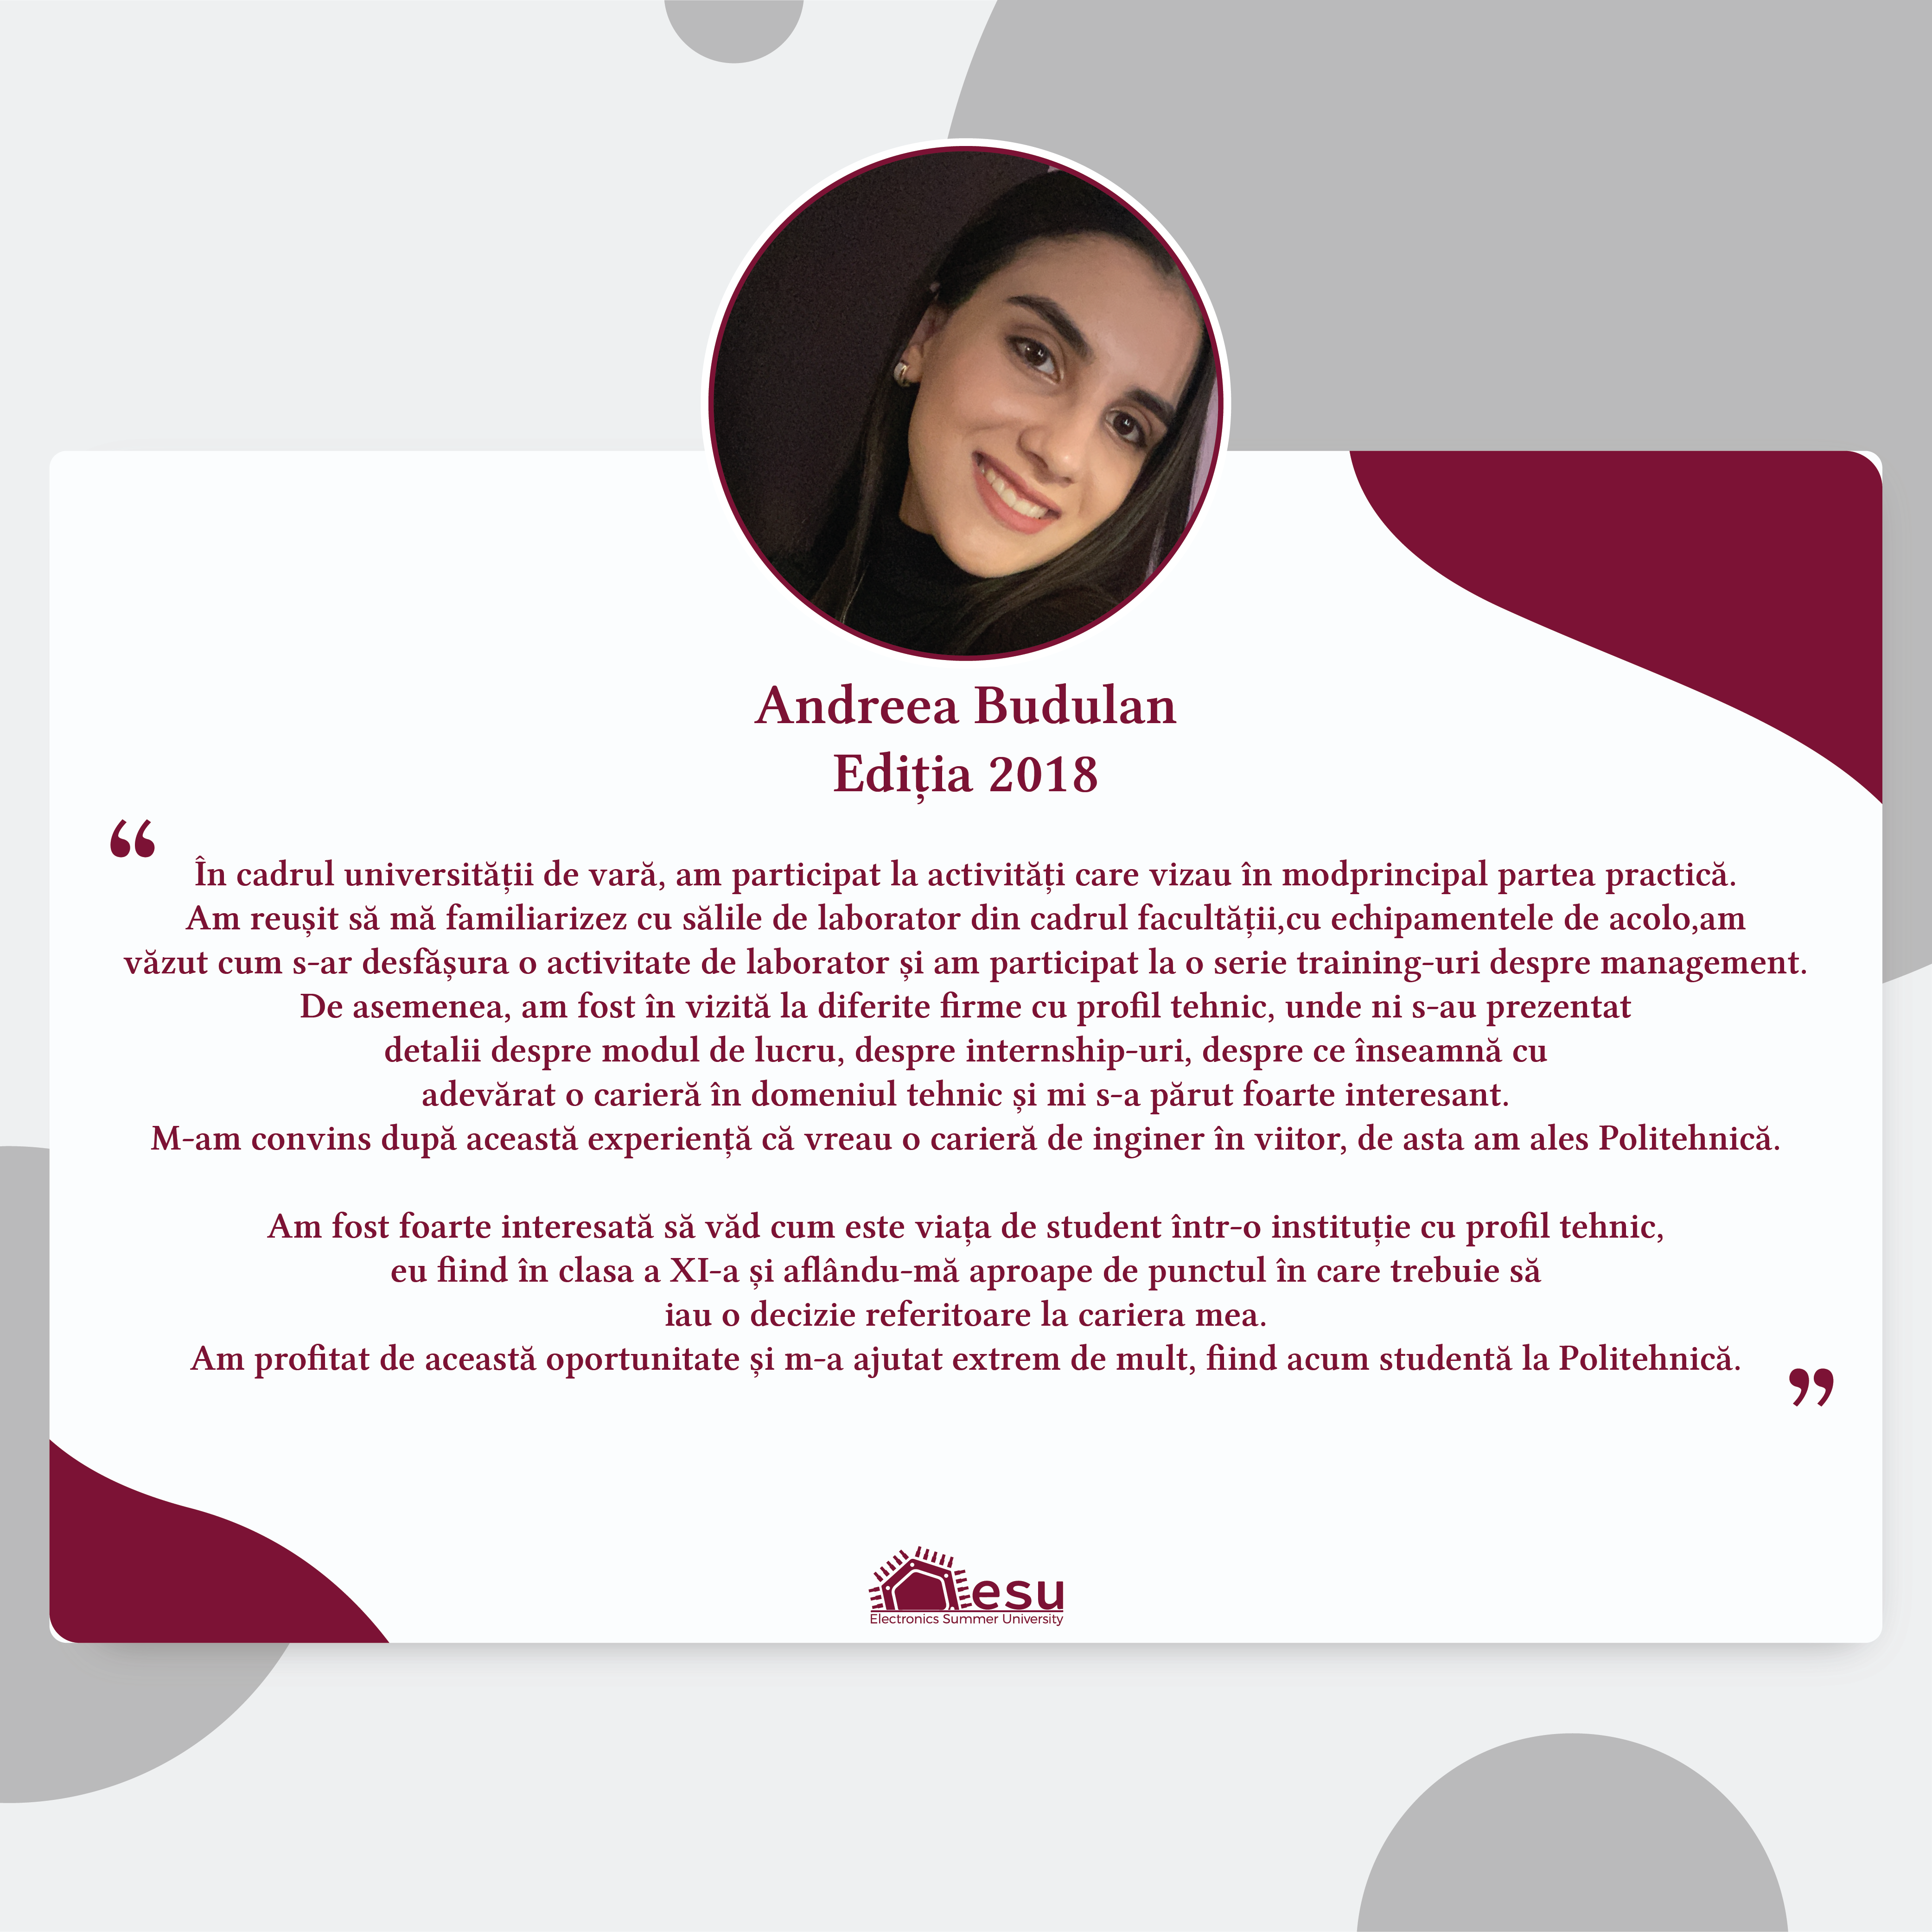 Andreea Budulan
Ediția 2018
“
În cadrul universității de vară, am participat la activități care vizau în modprincipal partea practică.
Am reușit să mă familiarizez cu sălile de laborator din cadrul facultății,cu echipamentele de acolo,am
văzut cum s-ar desfășura o activitate de laborator și am participat la o serie training-uri despre management.
De asemenea, am fost în vizită la diferite firme cu profil tehnic, unde ni s-au prezentat
detalii despre modul de lucru, despre internship-uri, despre ce înseamnă cu
adevărat o carieră în domeniul tehnic și mi s-a părut foarte interesant.
M-am convins după această experiență că vreau o carieră de inginer în viitor, de asta am ales Politehnică.
Am fost foarte interesată să văd cum este viața de student într-o instituție cu profil tehnic,
eu fiind în clasa a XI-a și aflându-mă aproape de punctul în care trebuie să
iau o decizie referitoare la cariera mea.
Am profitat de această oportunitate și m-a ajutat extrem de mult, fiind acum studentă la Politehnică.
”
esu
Electronics Summer University